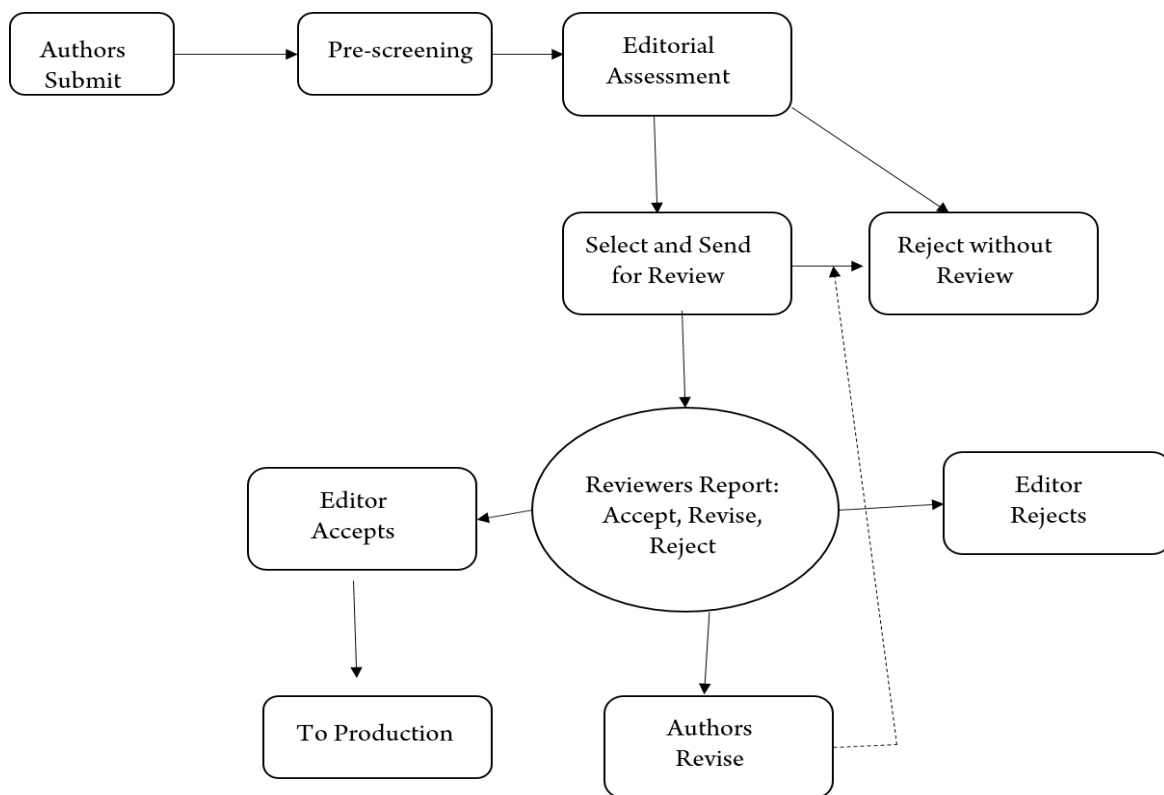 Authors
Submit
Pre-screening
Editorial
Assessment
Select and Send
for Review
Reject without
Review
Reviewers Report:
Accept, Revise,
Reject
Editor
Accepts
Editor
Rejects
To Production
Authors
Revise